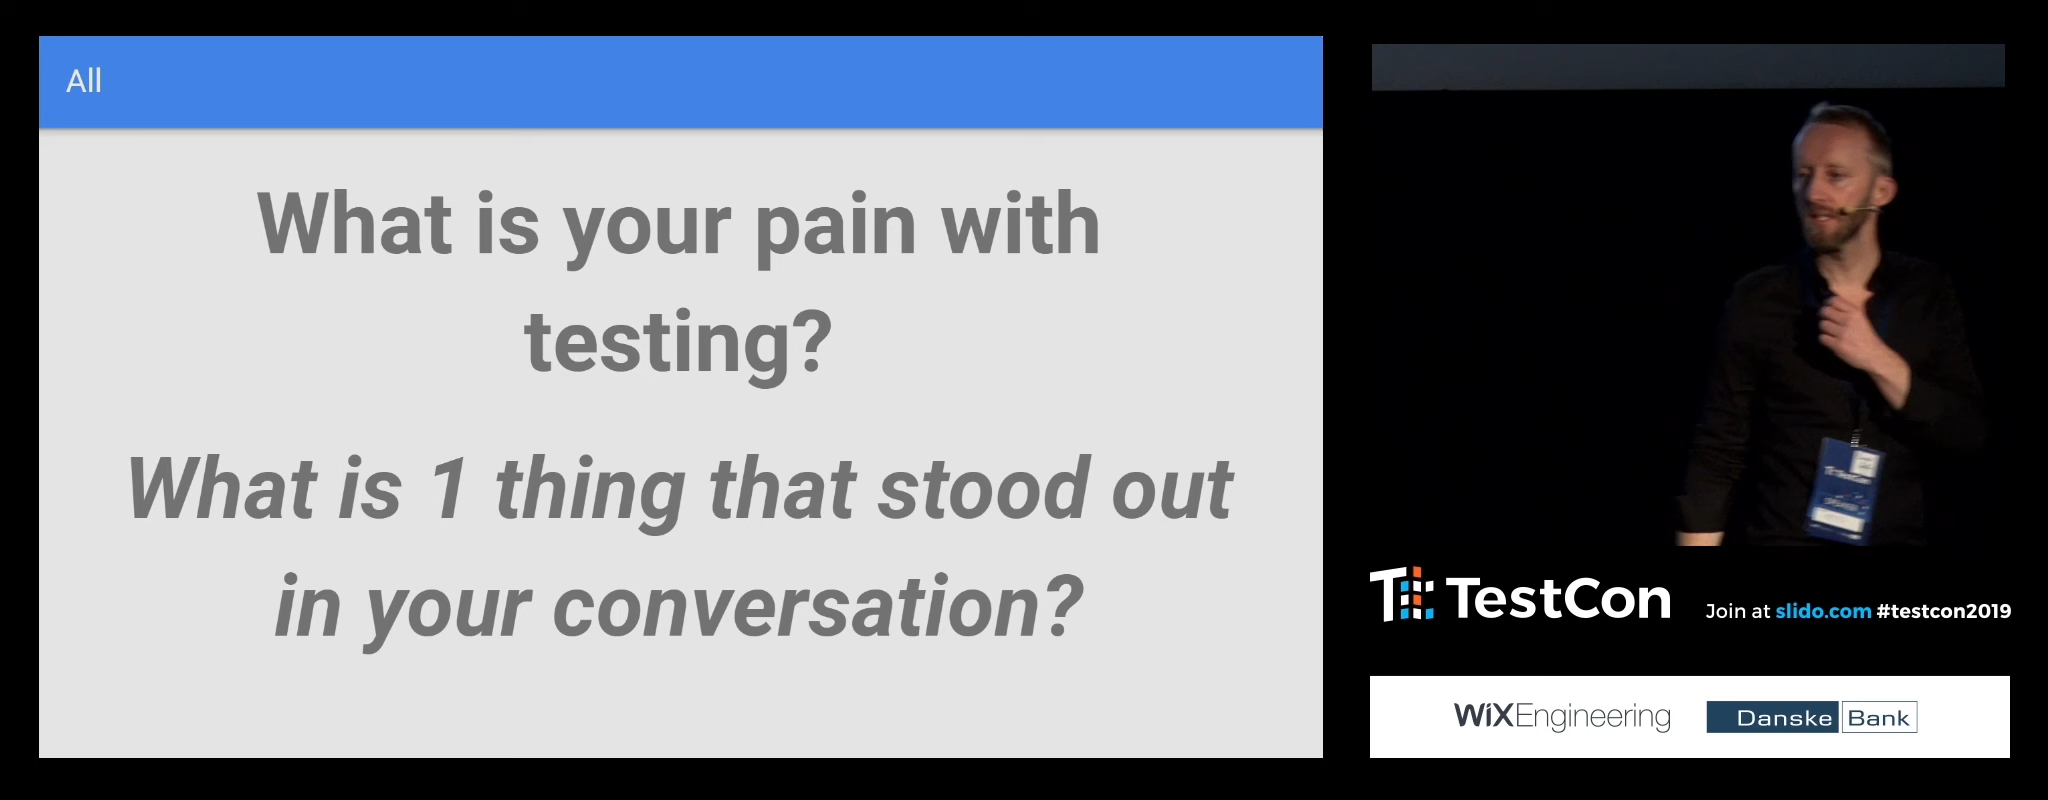 All
What is your pain with
testing?
What is 1 thing that stood out
in your conversation?
TestCon
Join at slido.com #testcon2019
WiXEngineering
Danske Bank